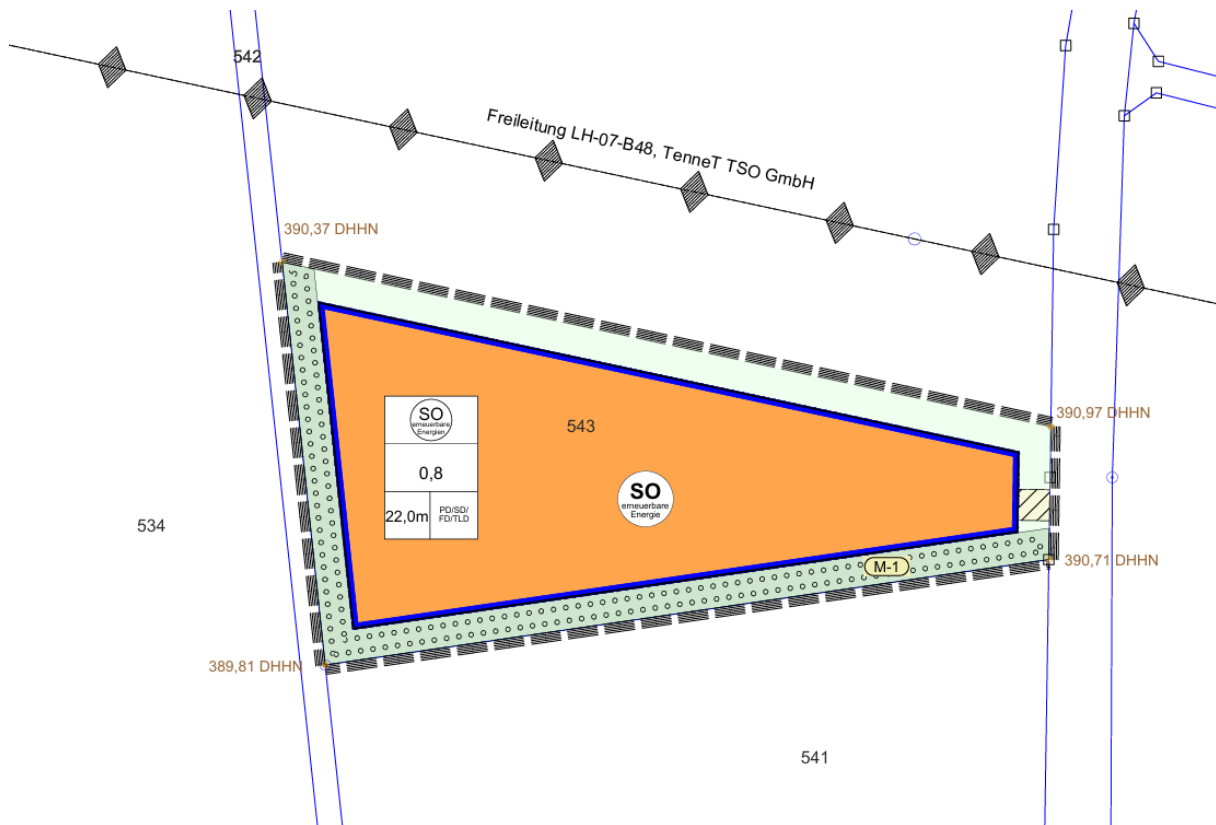 542
Freileitung LH-07-B48, TenneT TSO GmbH
390,37 DHHN
390,97 DHHN
SO
erneuerbare
Energien
543
0,8
SO
erneuerbare
Energie
22,0m
PD/SD/
FD/TLD
534
M-1
390,71 DHHN
389,81 DHHN
541